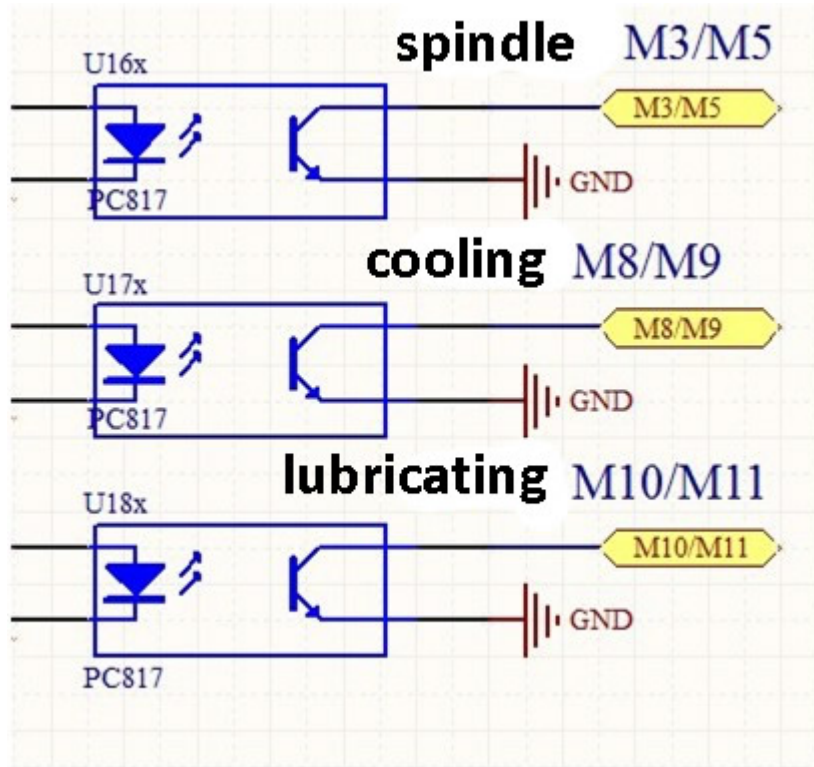 spindle M3/M5
U16x
M3/M5
GND
PC817
cooling M8/M9
U17x
M8/M9
GND
PC817
lubricating M10/M11
U18x
M10/M11
GND
PC817